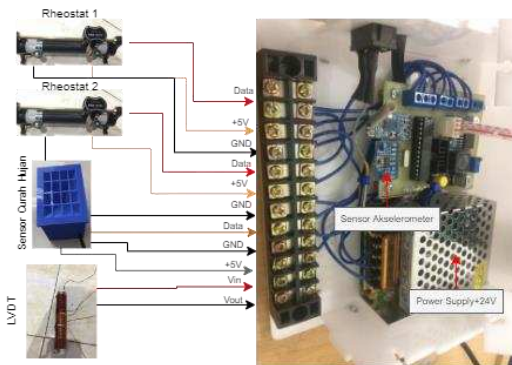 Rheostat 1
Rheostat 2
Sensor Curah Hujan
LVDT
Data
+5V
GND
Data
+5V
GND
Data
GND
+5V
Vin
Vout
Sensor Akselerometer
Power Supply+24V